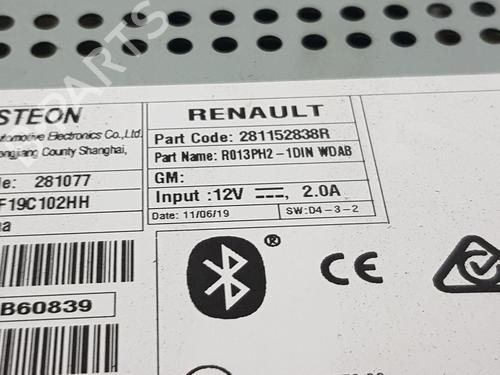 STEON
utomotive Electronics Co.,Ltd.
ongjiang County Shanghai,
le: 281077
F19C102HH
na
B60839
RENAULT
Part Code: 281152838R
Part Name: R013PH2-1DIN WDAB
GM:
Input :12V 2.0A
Date: 11/06/19 SW:D4-3-2
®
CE